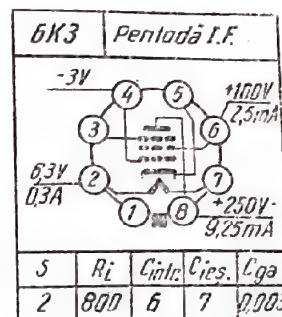 6K3 Pentodă I.F.
-3V
4 5
+100V
2,5mA
3 6
6,3V
0,3A
2 7
1 8
+250V-
9,25mA
S Ri Cintr. Cieş. Cga
2 800 6 7 0,003